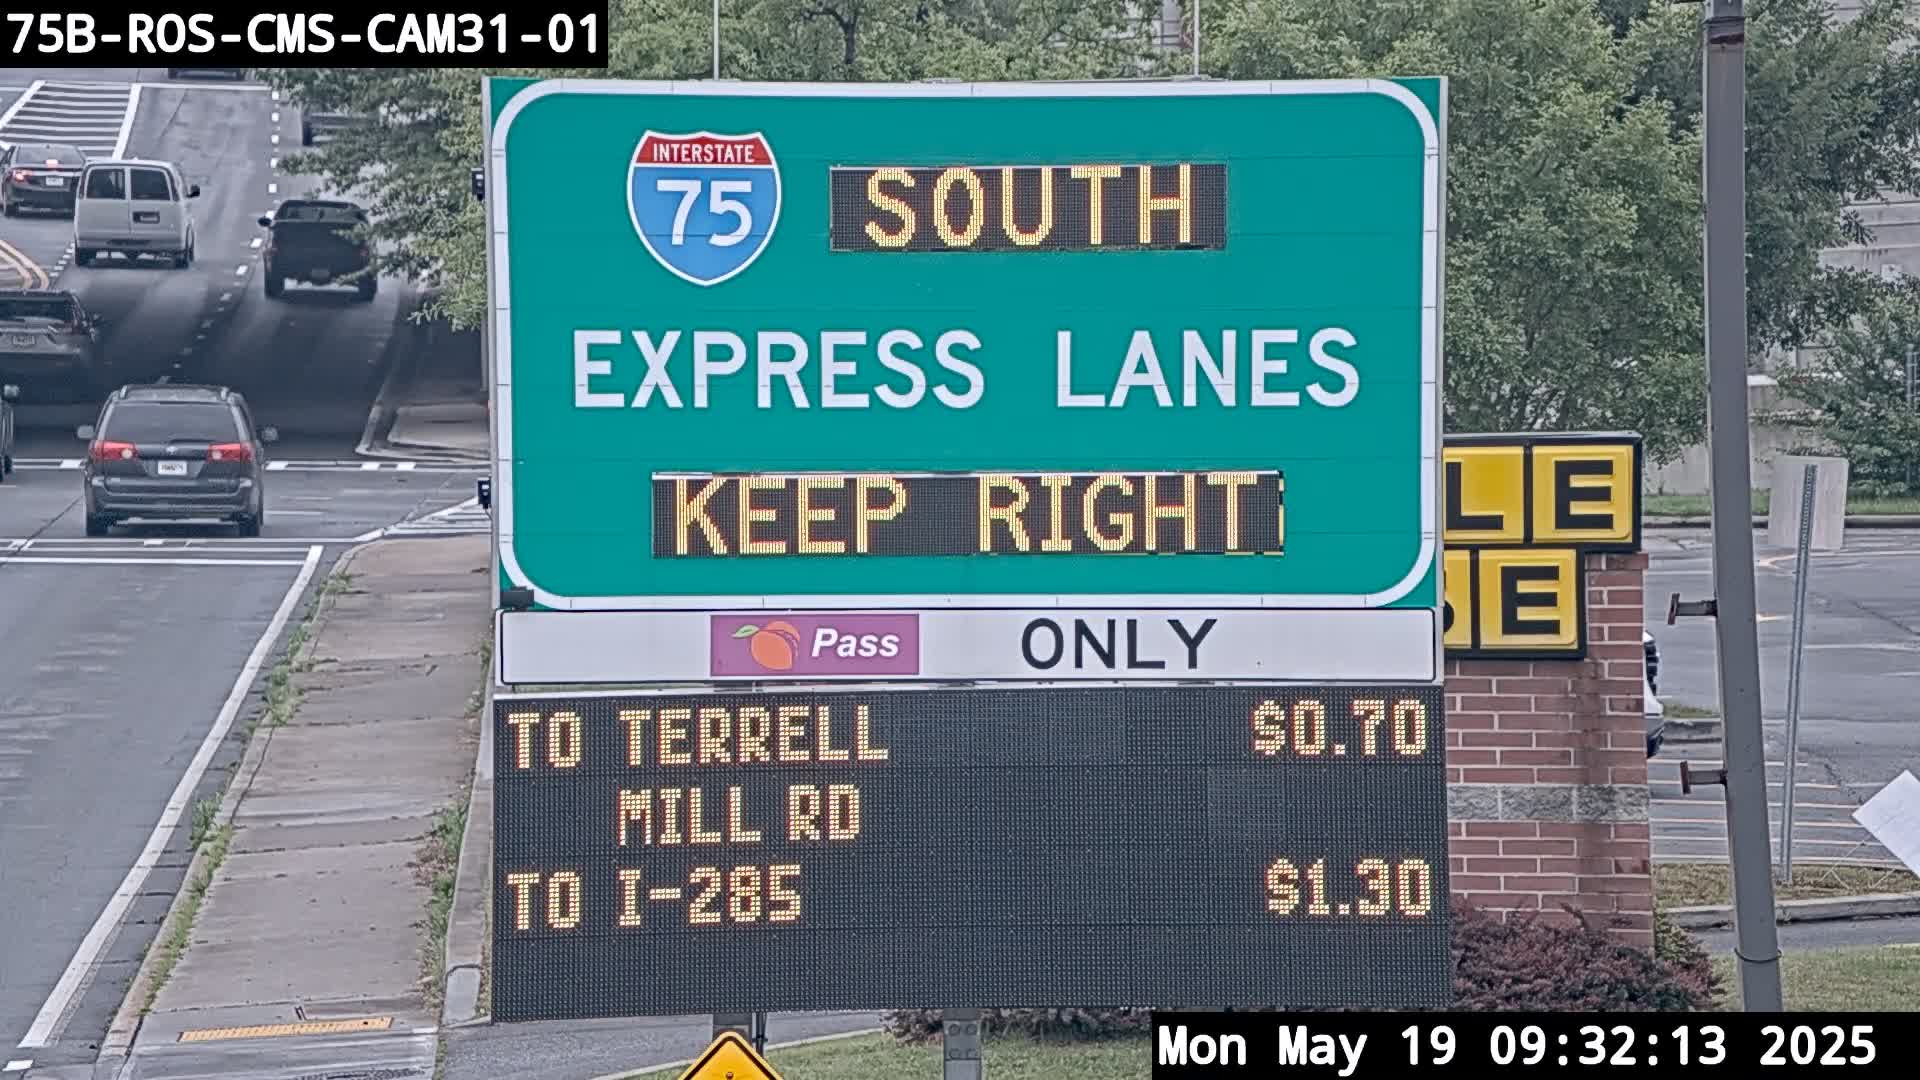 75B-ROS-CMS-CAM31-01
INTERSTATE
75
SOUTH
EXPRESS LANES
KEEP RIGHT
LE
E
Pass ONLY
TO TERRELL $0.70
MILL RD
TO I-285 $1.30
Mon May 19 09:32:13 2025